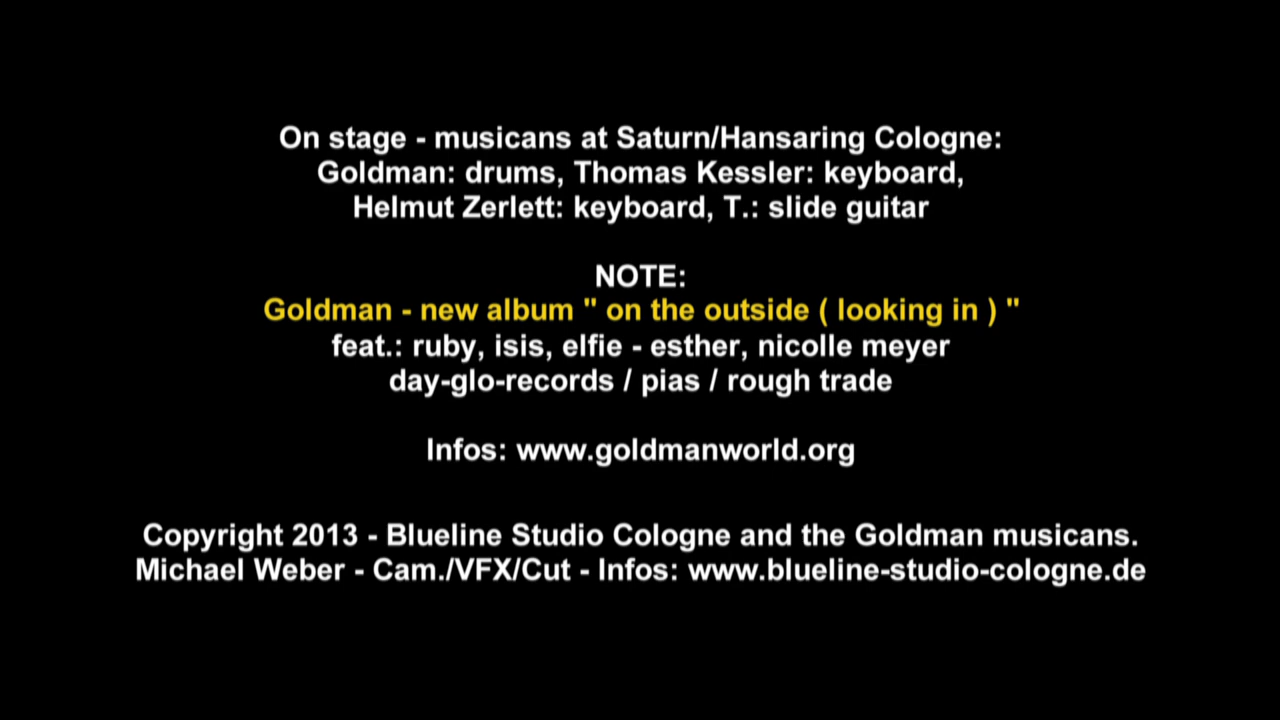 On stage - musicans at Saturn/Hansaring Cologne:
Goldman: drums, Thomas Kessler: keyboard,
Helmut Zerlett: keyboard, T.: slide guitar
NOTE:
Goldman - new album " on the outside ( looking in ) "
feat.: ruby, isis, elfie - esther, nicolle meyer
day-glo-records / pias / rough trade
Infos: www.goldmanworld.org
Copyright 2013 - Blueline Studio Cologne and the Goldman musicans.
Michael Weber - Cam./VFX/Cut - Infos: www.blueline-studio-cologne.de